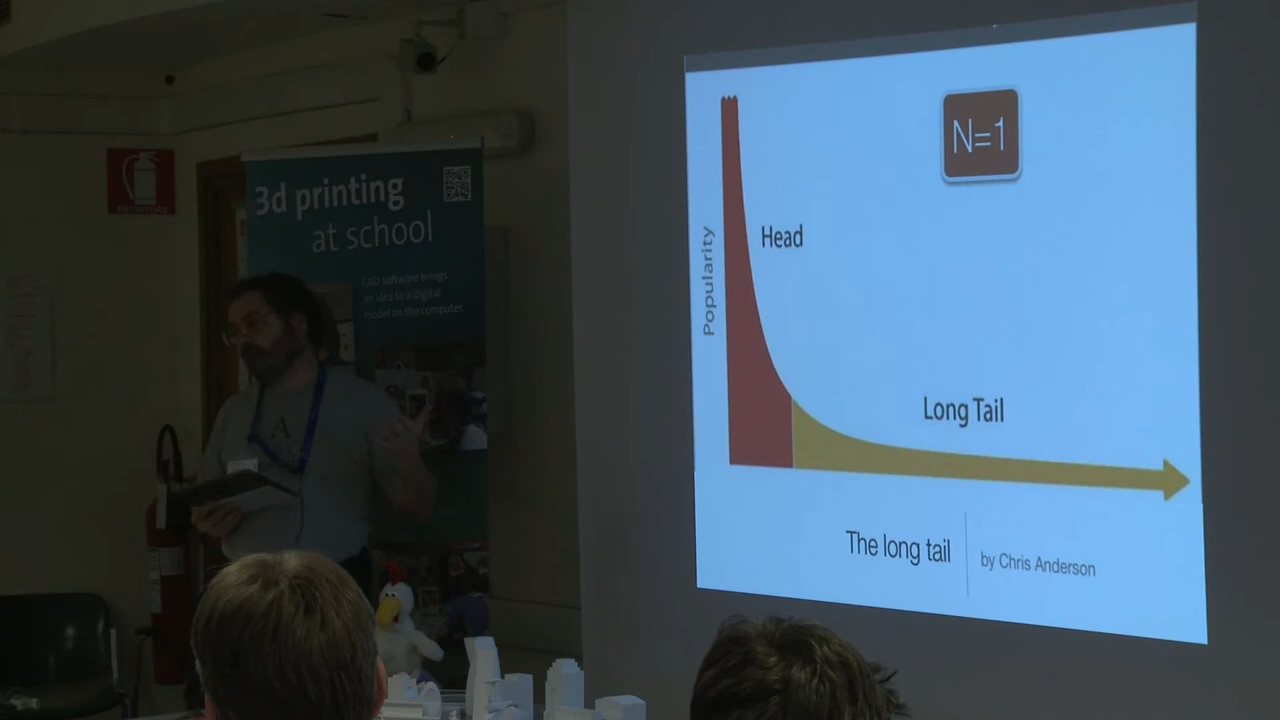 3d printing
at school
CAD software brings
an idea to a digital
model on the computer.
ESTINTORE
A
N=1
Popularity
Head
Long Tail
The long tail
by Chris Anderson